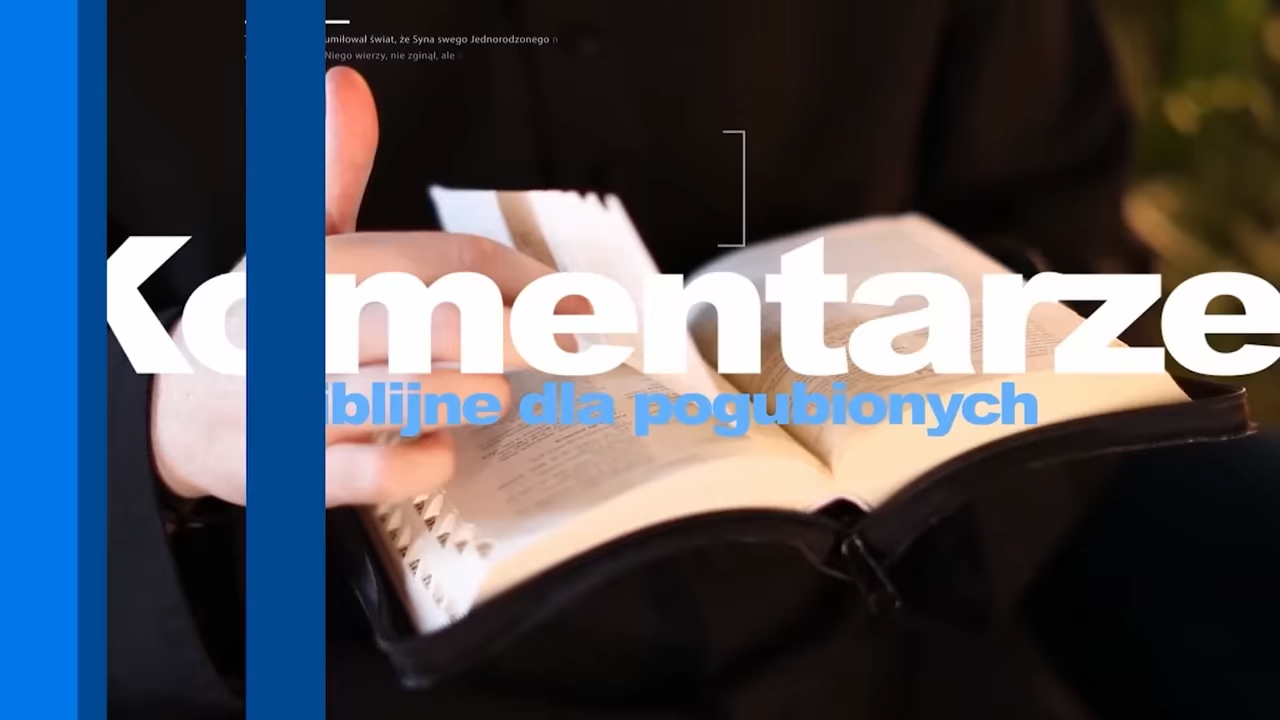 umiłował świat, że Syna swego Jednorodzonego
Niego wierzy, nie zginął, ale
Komentarze
iblijne dla pogubionych